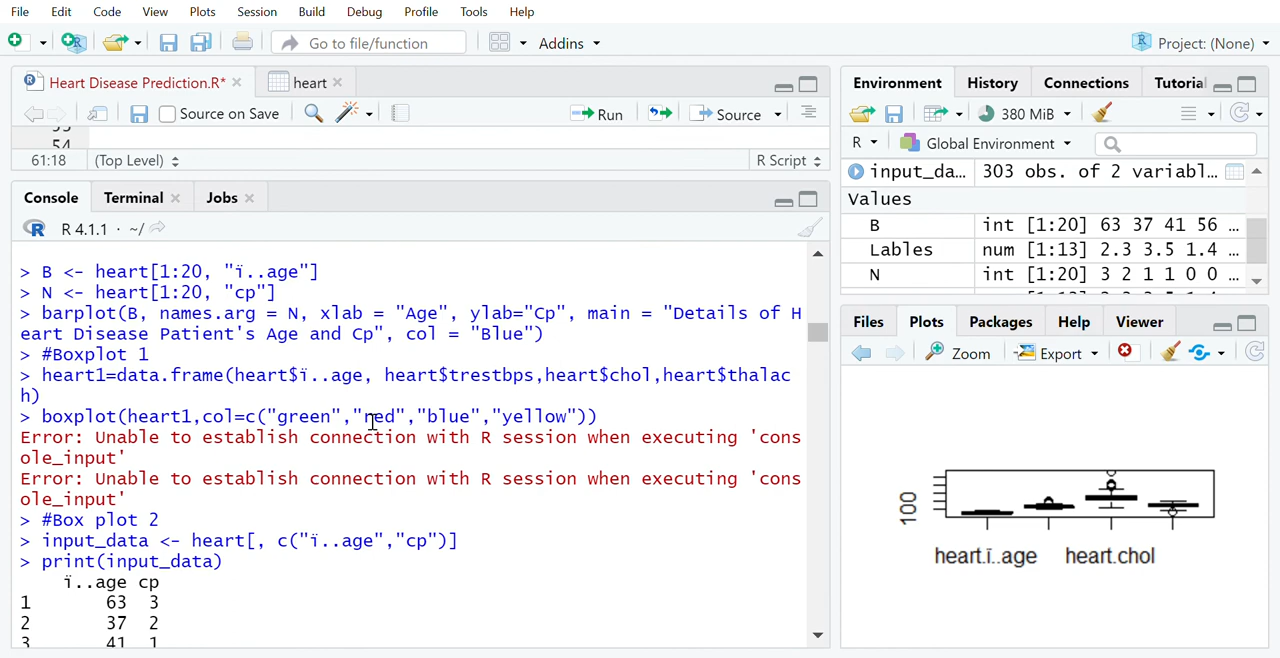 File Edit Code View Plots Session Build Debug Profile Tools Help
Go to file/function Addins Project: (None)
Heart Disease Prediction.R* heart
Source on Save Run Source
54
61:18 (Top Level) R Script
Console Terminal Jobs
R 4.1.1 · ~/
> B <- heart[1:20, "ï..age"]
> N <- heart[1:20, "cp"]
> barplot(B, names.arg = N, xlab = "Age", ylab="Cp", main = "Details of H
eart Disease Patient's Age and Cp", col = "Blue")
> #Boxplot 1
> heart1=data.frame(heart$ï..age, heart$trestbps,heart$chol,heart$thalac
h)
> boxplot(heart1,col=c("green","red","blue","yellow"))
Error: Unable to establish connection with R session when executing 'cons
ole_input'
Error: Unable to establish connection with R session when executing 'cons
ole_input'
> #Box plot 2
> input_data <- heart[, c("ï..age","cp")]
> print(input_data)
ï..age cp
1 63 3
2 37 2
3 41 1
Environment History Connections Tutorial
380 MiB
R Global Environment
input_da... 303 obs. of 2 variabl...
Values
B int [1:20] 63 37 41 56 ...
Lables num [1:13] 2.3 3.5 1.4 ...
N int [1:20] 3 2 1 1 0 0 ...
Files Plots Packages Help Viewer
Zoom Export
100
heart.ï..age heart.chol